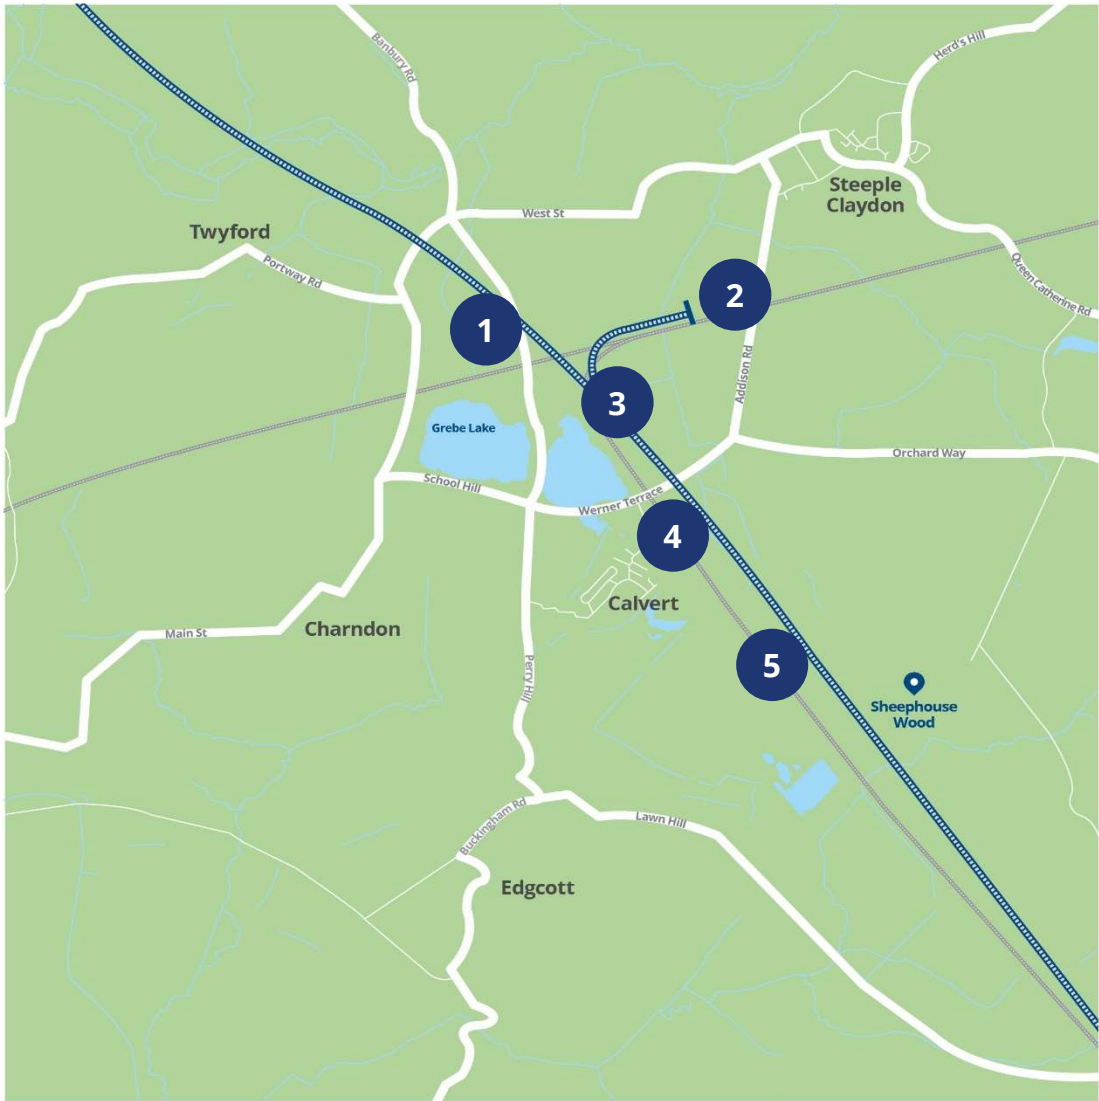 Banbury Rd
Herd's Hill
Steeple
Claydon
West St
Twyford
Portway Rd
Queen Catherine Rd
2
1
Addison Rd
3
Grebe Lake
Orchard Way
School Hill
Werner Terrace
4
Calvert
Charndon
Main St
5
Perry Hill
Sheephouse
Wood
Buckingham Rd
Lawn Hill
Edgcott